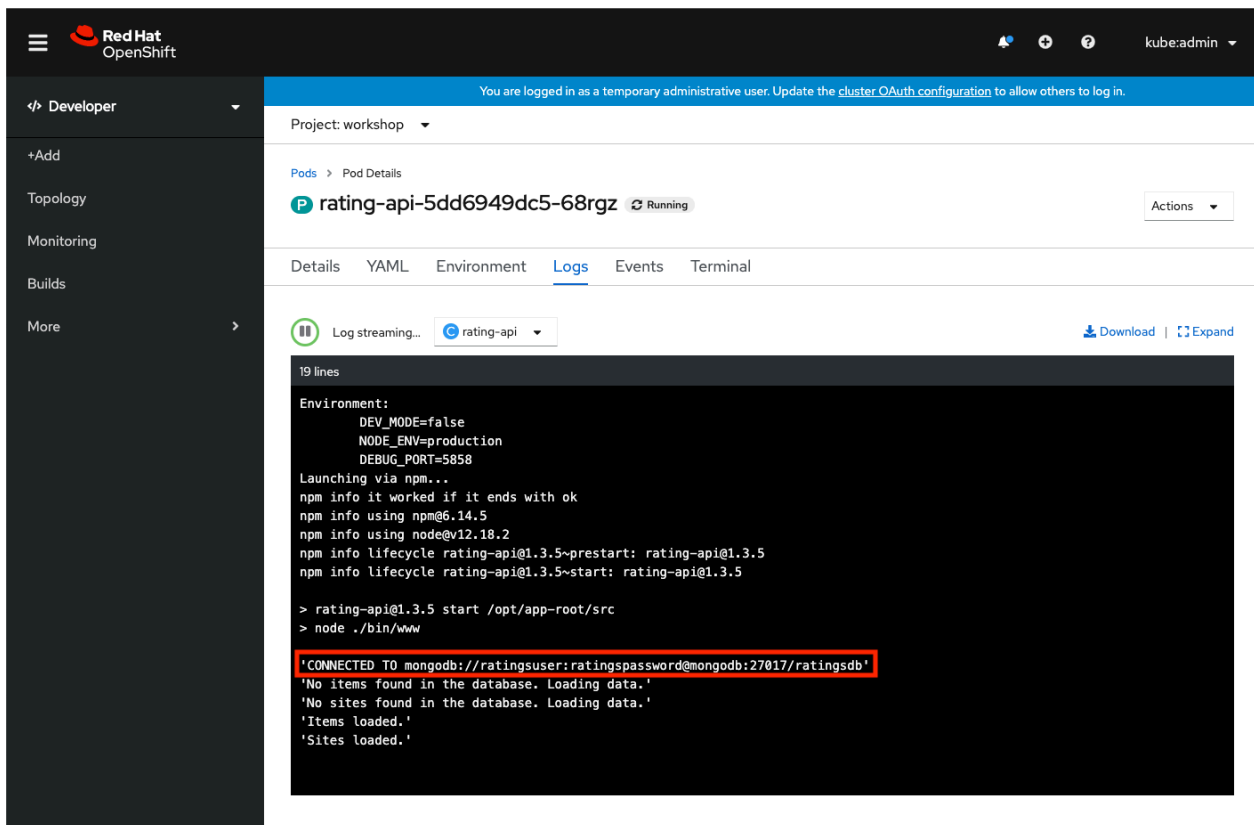 Red Hat
OpenShift
kube:admin
</> Developer
You are logged in as a temporary administrative user. Update the cluster OAuth configuration to allow others to log in.
Project: workshop
+Add
Topology
Monitoring
Builds
More
Pods > Pod Details
P rating-api-5dd6949dc5-68rgz Running
Actions
Details YAML Environment Logs Events Terminal
Log streaming... C rating-api Download | Expand
19 lines
Environment:
DEV_MODE=false
NODE_ENV=production
DEBUG_PORT=5858
Launching via npm...
npm info it worked if it ends with ok
npm info using npm@6.14.5
npm info using node@v12.18.2
npm info lifecycle rating-api@1.3.5~prestart: rating-api@1.3.5
npm info lifecycle rating-api@1.3.5~start: rating-api@1.3.5
> rating-api@1.3.5 start /opt/app-root/src
> node ./bin/www
'CONNECTED TO mongodb://ratingsuser:ratingspassword@mongodb:27017/ratingsdb'
'No items found in the database. Loading data.'
'No sites found in the database. Loading data.'
'Items loaded.'
'Sites loaded.'